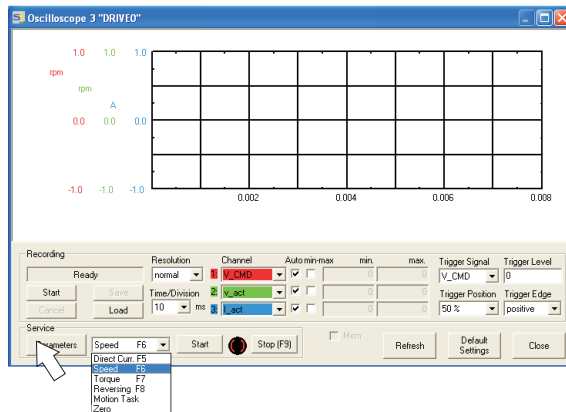 Oscilloscope 3 "DRIVE0"
1.0 1.0 1.0
rpm
rpm
A
0.0 0.0 0.0
-1.0 -1.0 -1.0
0.002 0.004 0.006 0.008
Recording
Resolution Channel Auto min-max min. max. Trigger Signal Trigger Level
Ready normal 1: V_CMD 0 0 V_CMD 0
Start Save Time/Division 2: v_act 0 0 Trigger Position Trigger Edge
Cancel Load 10 ms 3: I_act 0 0 50 % positive
Service
Parameters Speed F6 Start Stop (F9) Mem. Refresh Default Settings Close
Direct Curr. F5
Speed F6
Torque F7
Reversing F8
Motion Task
Zero